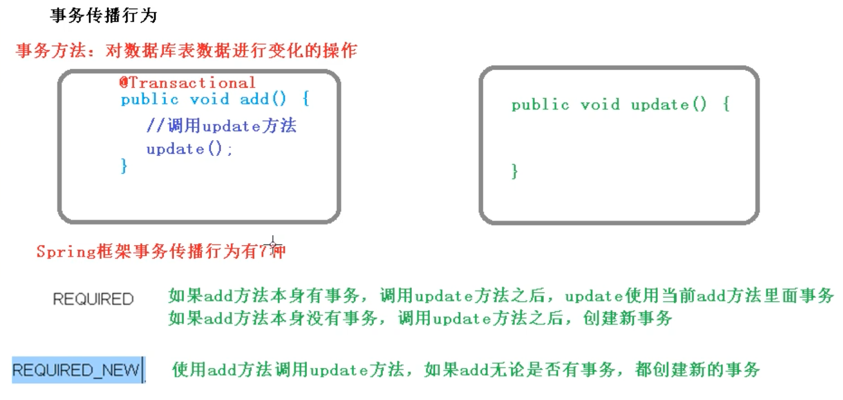 事务传播行为
事务方法：对数据库表数据进行变化的操作
@Transactional
public void add() {
//调用update方法
update();
}
public void update() {
}
Spring框架事务传播行为有7种
REQUIRED
如果add方法本身有事务，调用update方法之后，update使用当前add方法里面事务
如果add方法本身没有事务，调用update方法之后，创建新事务
REQUIRED_NEW
使用add方法调用update方法，如果add无论是否有事务，都创建新的事务